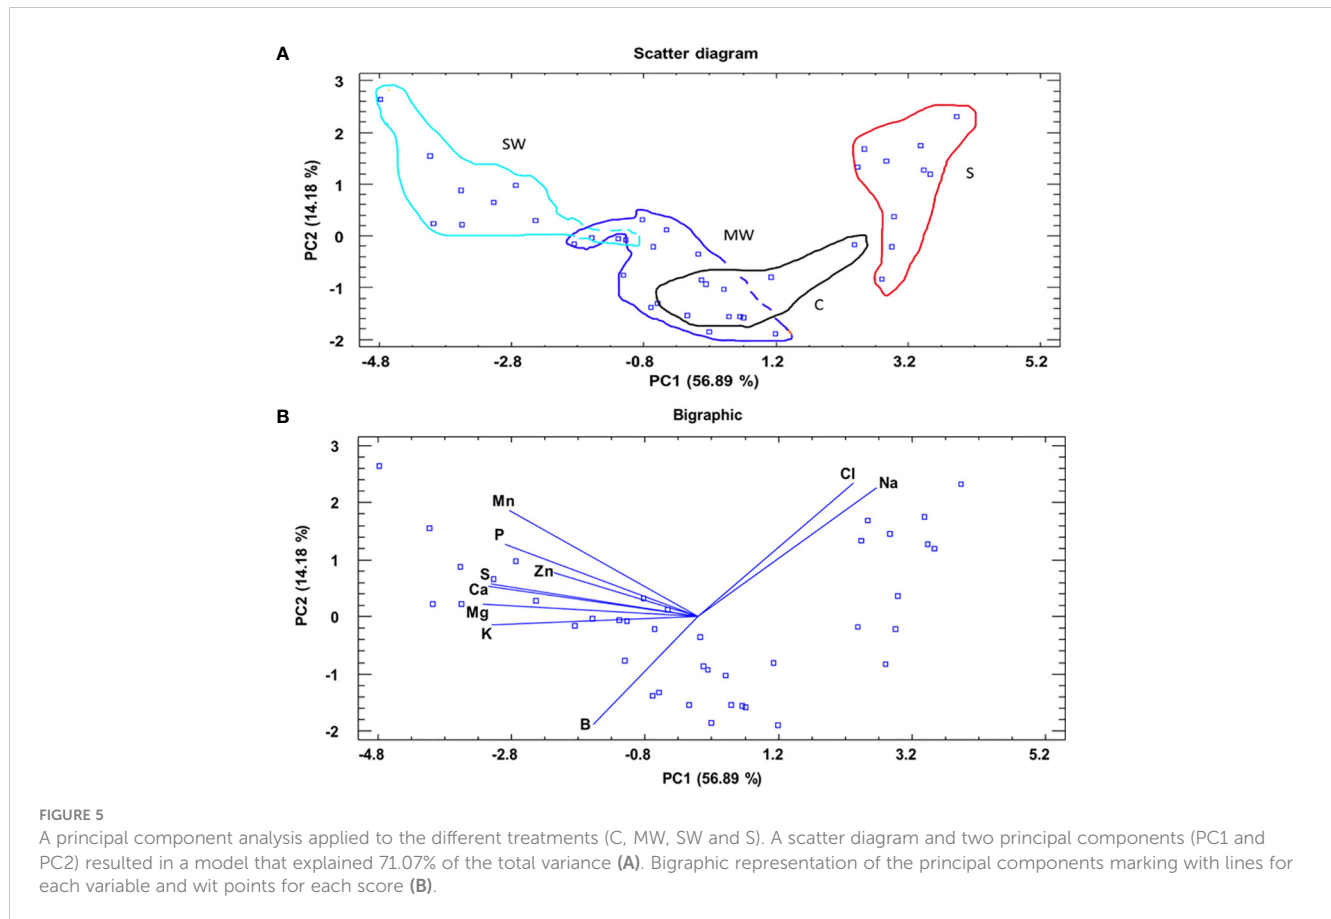 A
Scatter diagram
3
2
1
0
-1
-2
PC2 (14.18 %)
SW
MW
C
S
-4.8 -2.8 -0.8 1.2 3.2 5.2
PC1 (56.89 %)
B
Bigraphic
3
2
1
0
-1
-2
PC2 (14.18 %)
Cl
Na
Mn
P
Zn
S
Ca
Mg
K
B
-4.8 -2.8 -0.8 1.2 3.2 5.2
PC1 (56.89 %)
FIGURE 5
A principal component analysis applied to the different treatments (C, MW, SW and S). A scatter diagram and two principal components (PC1 and
PC2) resulted in a model that explained 71.07% of the total variance (A). Bigraphic representation of the principal components marking with lines for
each variable and wit points for each score (B).